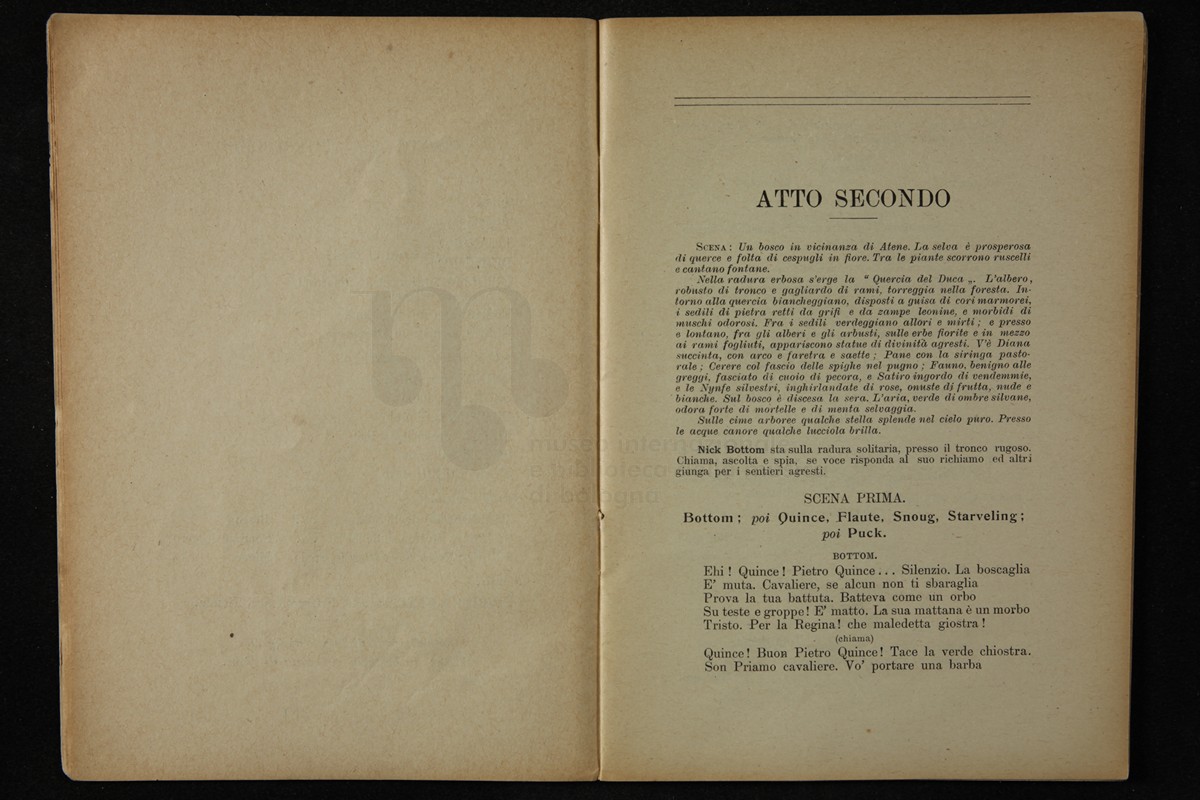 ATTO SECONDO
SCENA: Un bosco in vicinanza di Atene. La selva è prosperosa
di querce e folta di cespugli in fiore. Tra le piante scorrono ruscelli
e cantano fontane.
Nella radura erbosa s'erge la " Quercia del Duca „. L'albero,
robusto di tronco e gagliardo di rami, torreggia nella foresta. In-
torno alla quercia biancheggiano, disposti a guisa di cori marmorei,
i sedili di pietra retti da grifi e da zampe leonine, e morbidi di
muschi odorosi. Fra i sedili verdeggiano allori e mirti; e presso
e lontano, fra gli alberi e gli arbusti, sulle erbe fiorite e in mezzo
ai rami fogliuti, appariscono statue di divinità agresti. V'è Diana
succinta, con arco e faretra e saette; Pane con la siringa pasto-
rale; Cerere col fascio delle spighe nel pugno; Fauno, benigno alle
greggi, fasciato di cuoio di pecora, e Satiro ingordo di vendemmie,
e le Nynfe silvestri, inghirlandate di rose, onuste di frutta, nude e
bianche. Sul bosco è discesa la sera. L'aria, verde di ombre silvane,
odora forte di mortelle e di menta selvaggia.
Sulle cime arboree qualche stella splende nel cielo puro. Presso
le acque canore qualche lucciola brilla.
Nick Bottom sta sulla radura solitaria, presso il tronco rugoso.
Chiama, ascolta e spia, se voce risponda al suo richiamo ed altri
giunga per i sentieri agresti.
SCENA PRIMA.
Bottom; poi Quince, Flaute, Snoug, Starveling;
poi Puck.
BOTTOM.
Ehi! Quince! Pietro Quince... Silenzio. La boscaglia
E' muta. Cavaliere, se alcun non ti sbaraglia
Prova la tua battuta. Batteva come un orbo
Su teste e groppe! E' matto. La sua mattana è un morbo
Tristo. Per la Regina! che maledetta giostra!
(chiama)
Quince! Buon Pietro Quince! Tace la verde chiostra.
Son Priamo cavaliere. Vo' portare una barba
museo internazionale
e biblioteca
di bologna